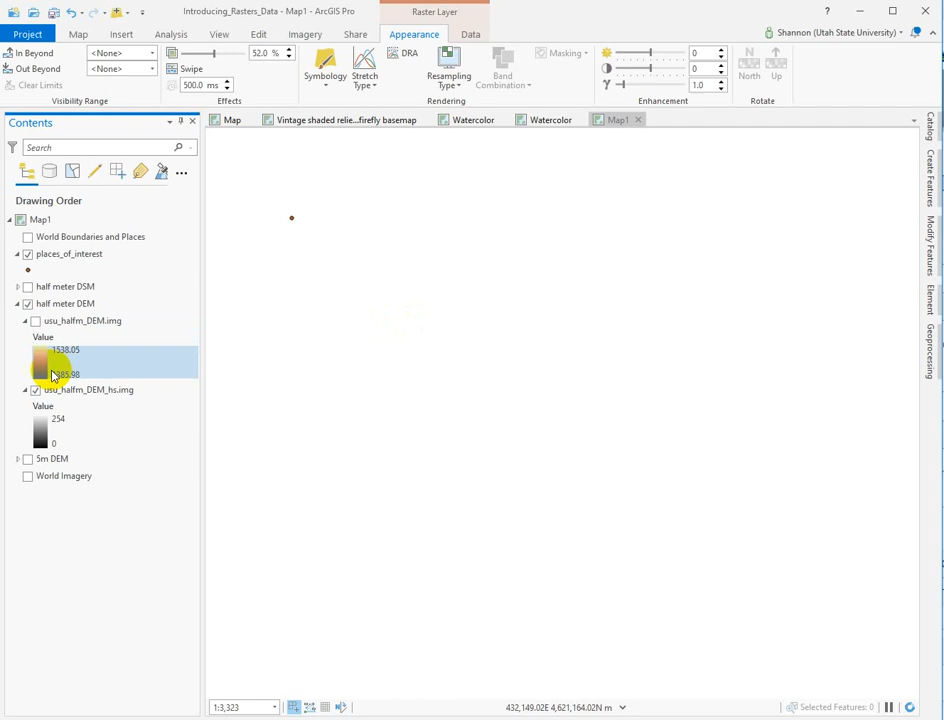 Introducing_Rasters_Data - Map1 - ArcGIS Pro
Raster Layer
?
Project
Map
Insert
Analysis
View
Edit
Imagery
Share
Appearance
Data
Shannon (Utah State University)
In Beyond
<None>
Out Beyond
<None>
Clear Limits
Visibility Range
52.0 %
Swipe
500.0 ms
Effects
Symbology
Stretch
Type
DRA
Resampling
Type
Band
Combination
Masking
Rendering
0
0
1.0
Enhancement
North
Up
Rotate
Contents
Search
Drawing Order
Map1
World Boundaries and Places
places_of_interest
half meter DSM
half meter DEM
usu_halfm_DEM.img
Value
1538.05
usu_halfm_DEM_hs.img
Value
254
0
5m DEM
World Imagery
Map
Vintage shaded relie...firefly basemap
Watercolor
Watercolor
Map1
Catalog
Create Features
Modify Features
Element
Geoprocessing
1:3,323
432,149.02E 4,621,164.02N m
Selected Features: 0